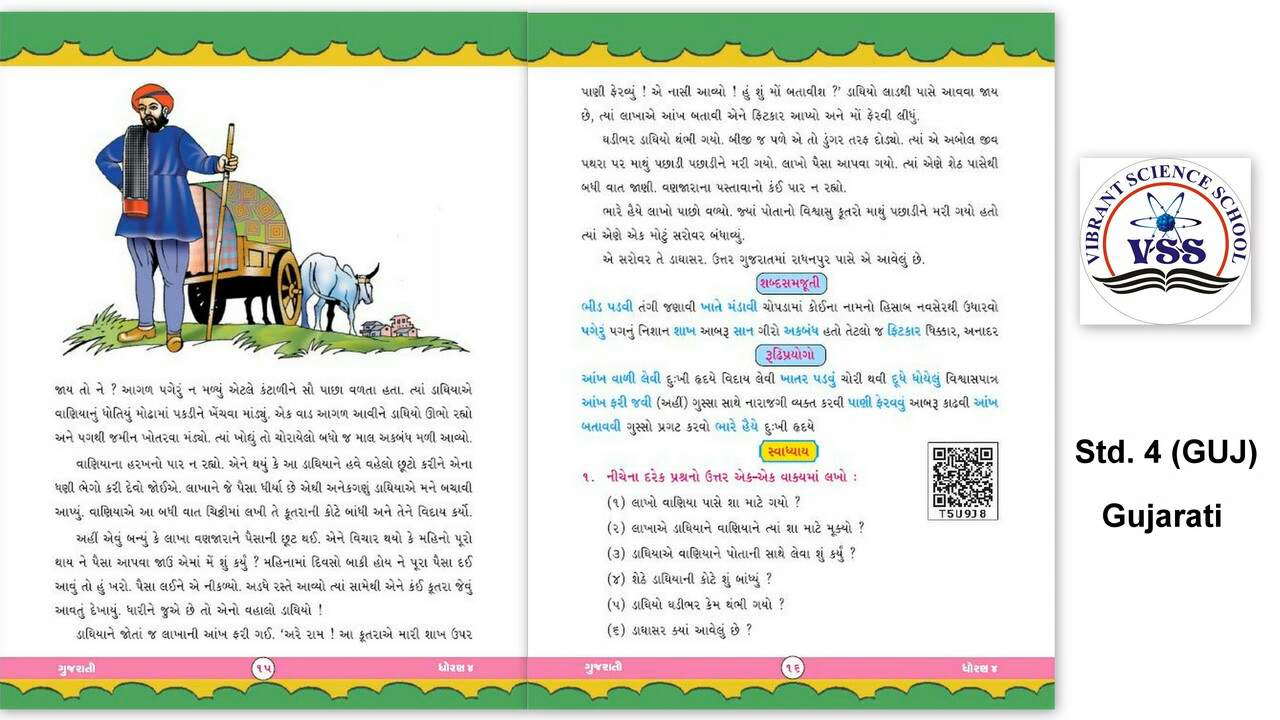 જાય તો ને ? આગળ પગેરું ન મળ્યું એટલે કંટાળીને સૌ પાછા વળતા હતા. ત્યાં ડાઘિયાએ
વાણિયાનું ધોતિયું મોઢામાં પકડીને ખેંચવા માંડ્યું. એક વાડ આગળ આવીને ડાઘિયો ઊભો રહ્યો
અને પગથી જમીન ખોતરવા મંડ્યો. ત્યાં ખોદ્યું તો ચોરાયેલો બધો જ માલ અકબંધ મળી આવ્યો.
વાણિયાના હરખનો પાર ન રહ્યો. એને થયું કે આ ડાઘિયાને હવે વહેલો છૂટો કરીને એના
ધણી ભેગો કરી દેવો જોઈએ. લાખાને જે પૈસા ધીર્યા છે એથી અનેકગણું ડાઘિયાએ મને બચાવી
આપ્યું. વાણિયાએ આ બધી વાત ચિઠ્ઠીમાં લખી તે કૂતરાની કોટે બાંધી અને તેને વિદાય કર્યો.
અહીં એવું બન્યું કે લાખા વણજારાને પૈસાની છૂટ થઈ. એને વિચાર થયો કે મહિનો પૂરો
થાય ને પૈસા આપવા જાઉં એમાં મેં શું કર્યું ? મહિનામાં દિવસો બાકી હોય ને પૂરા પૈસા દઈ
આવું તો હું ખરો. પૈસા લઈને એ નીકળ્યો. અડધે રસ્તે આવ્યો ત્યાં સામેથી એને કંઈ કૂતરા જેવું
આવતું દેખાયું. ધારીને જુએ છે તો એનો વહાલો ડાઘિયો !
ડાઘિયાને જોતાં જ લાખાની આંખ ફરી ગઈ. ‘અરે રામ ! આ કૂતરાએ મારી શાખ ઉપર
ગુજરાતી ૧૫ ધોરણ ૪
પાણી ફેરવ્યું ! એ નાસી આવ્યો ! હું શું મોં બતાવીશ ?’ ડાઘિયો લાડથી પાસે આવવા જાય
છે, ત્યાં લાખાએ આંખ બતાવી એને ફિટકાર આપ્યો અને મોં ફેરવી લીધું.
ઘડીભર ડાઘિયો થંભી ગયો. બીજી જ પળે એ તો ડુંગર તરફ દોડ્યો. ત્યાં એ અબોલ જીવ
પથરા પર માથું પછાડી પછાડીને મરી ગયો. લાખો પૈસા આપવા ગયો. ત્યાં એણે શેઠ પાસેથી
બધી વાત જાણી. વણજારાના પસ્તાવાનો કંઈ પાર ન રહ્યો.
ભારે હૈયે લાખો પાછો વળ્યો. જ્યાં પોતાનો વિશ્વાસુ કૂતરો માથું પછાડીને મરી ગયો હતો
ત્યાં એણે એક મોટું સરોવર બંધાવ્યું.
એ સરોવર તે ડાઘાસર. ઉત્તર ગુજરાતમાં રાધનપુર પાસે એ આવેલું છે.
શબ્દસમજૂતી
ભીડ પડવી તંગી જણાવી ખાતે મંડાવી ચોપડામાં કોઈના નામનો હિસાબ નવસેરથી ઉધારવો
પગેરું પગનું નિશાન શાખ આબરૂ સાન ગીરો અકબંધ હતો તેટલો જ ફિટકાર ધિક્કાર, અનાદર
રૂઢિપ્રયોગો
આંખ વાળી લેવી દુઃખી હૃદયે વિદાય લેવી ખાતર પડવું ચોરી થવી દૂધે ધોયેલું વિશ્વાસપાત્ર
આંખ ફરી જવી (અહીં) ગુસ્સા સાથે નારાજગી વ્યક્ત કરવી પાણી ફેરવવું આબરૂ કાઢવી આંખ
બતાવવી ગુસ્સો પ્રગટ કરવો ભારે હૈયે દુઃખી હૃદયે
સ્વાધ્યાય
૧. નીચેના દરેક પ્રશ્નનો ઉત્તર એક-એક વાક્યમાં લખો :
(૧) લાખો વાણિયા પાસે શા માટે ગયો ?
(૨) લાખાએ ડાઘિયાને વાણિયાને ત્યાં શા માટે મૂક્યો ?
(૩) ડાઘિયાએ વાણિયાને પોતાની સાથે લેવા શું કર્યું ?
(૪) શેઠે ડાઘિયાની કોટે શું બાંધ્યું ?
(૫) ડાઘિયો ઘડીભર કેમ થંભી ગયો ?
(૬) ડાઘાસર ક્યાં આવેલું છે ?
T5U9J8
ગુજરાતી ૧૬ ધોરણ ૪
VIBRANT SCIENCE SCHOOL
VSS
Std. 4 (GUJ)
Gujarati